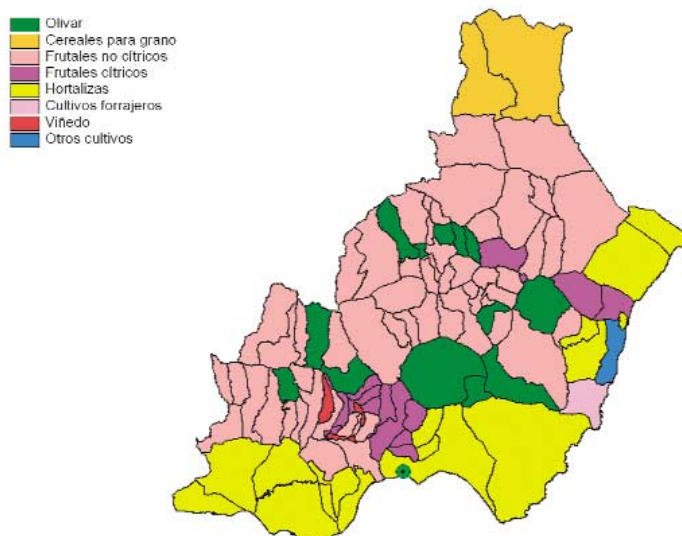 Olivar
Cereales para grano
Frutales no cítricos
Frutales cítricos
Hortalizas
Cultivos forrajeros
Viñedo
Otros cultivos